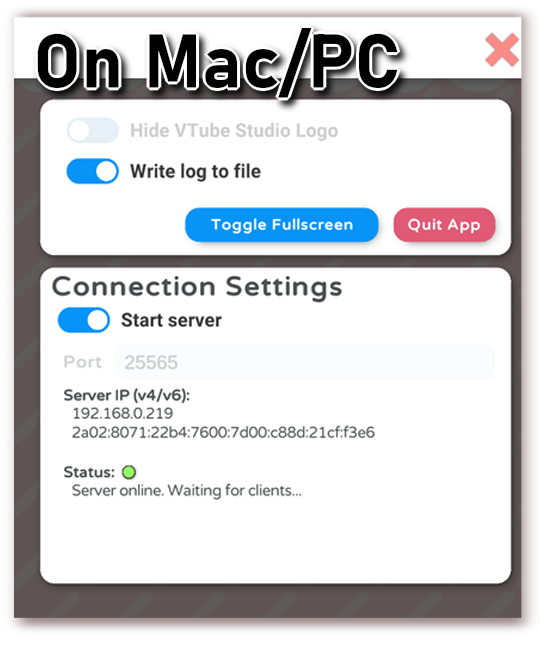 On Mac/PC
Hide VTube Studio Logo
Write log to file
Toggle Fullscreen
Quit App
Connection Settings
Start server
Port 25565
Server IP (v4/v6):
192.168.0.219
2a02:8071:22b4:7600:7d00:c88d:21cf:f3e6
Status:
Server online. Waiting for clients...